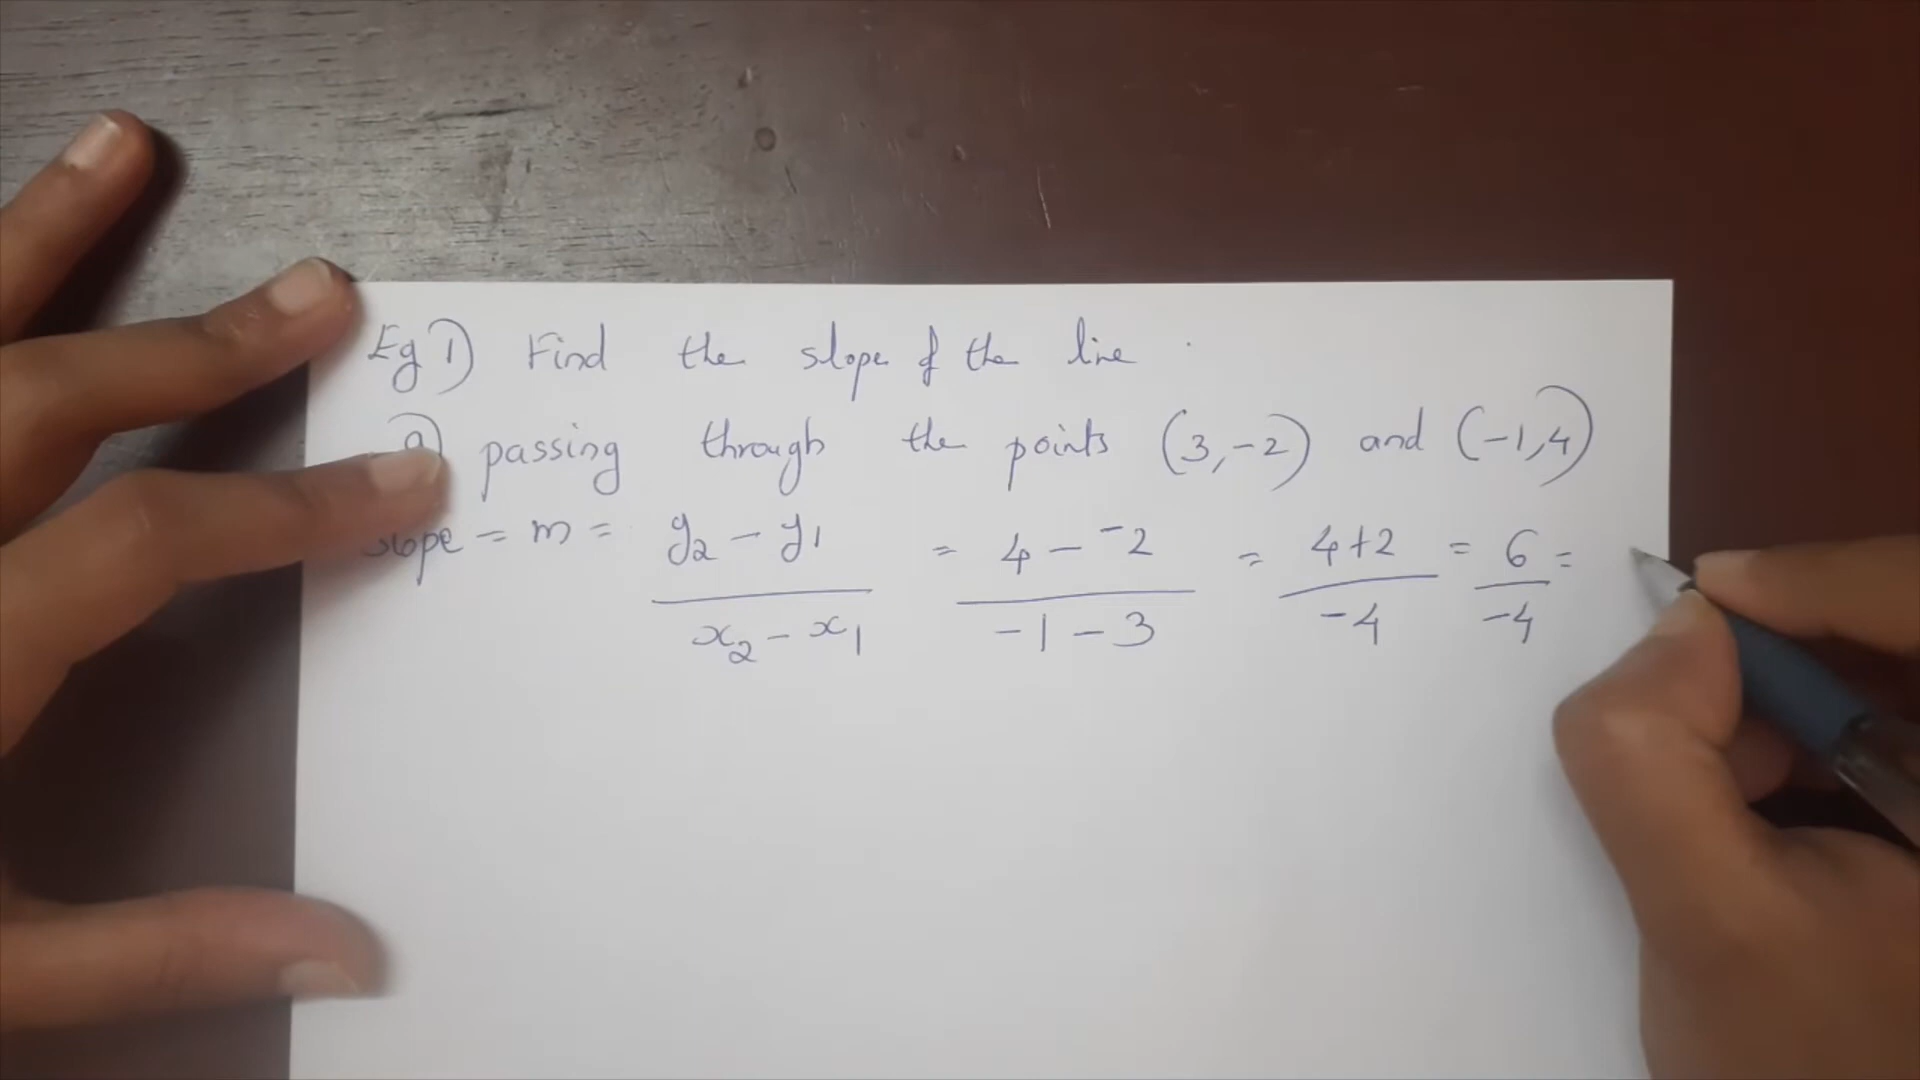 Eg 1) Find the slope of the line.
a) passing through the points (3,-2) and (-1,4)
slope = m = y₂ - y₁ / x₂ - x₁ = 4 - -2 / -1 - 3 = 4+2 / -4 = 6 / -4 =